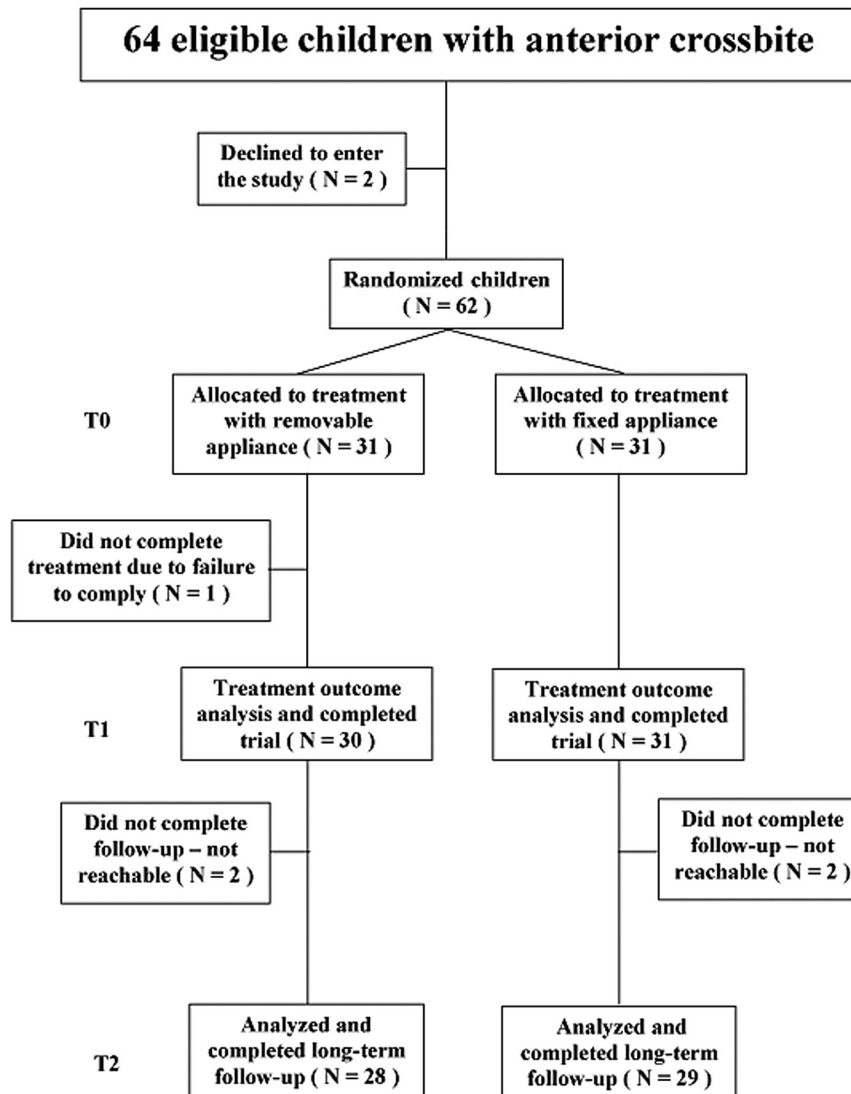 64 eligible children with anterior crossbite
Declined to enter
the study ( N = 2 )
Randomized children
( N = 62 )
T0
Allocated to treatment
with removable
appliance ( N = 31 )
Allocated to treatment
with fixed appliance
( N = 31 )
Did not complete
treatment due to failure
to comply ( N = 1 )
T1
Treatment outcome
analysis and completed
trial ( N = 30 )
Treatment outcome
analysis and completed
trial ( N = 31 )
Did not complete
follow-up – not
reachable ( N = 2 )
Did not complete
follow-up – not
reachable ( N = 2 )
T2
Analyzed and
completed long-term
follow-up ( N = 28 )
Analyzed and
completed long-term
follow-up ( N = 29 )